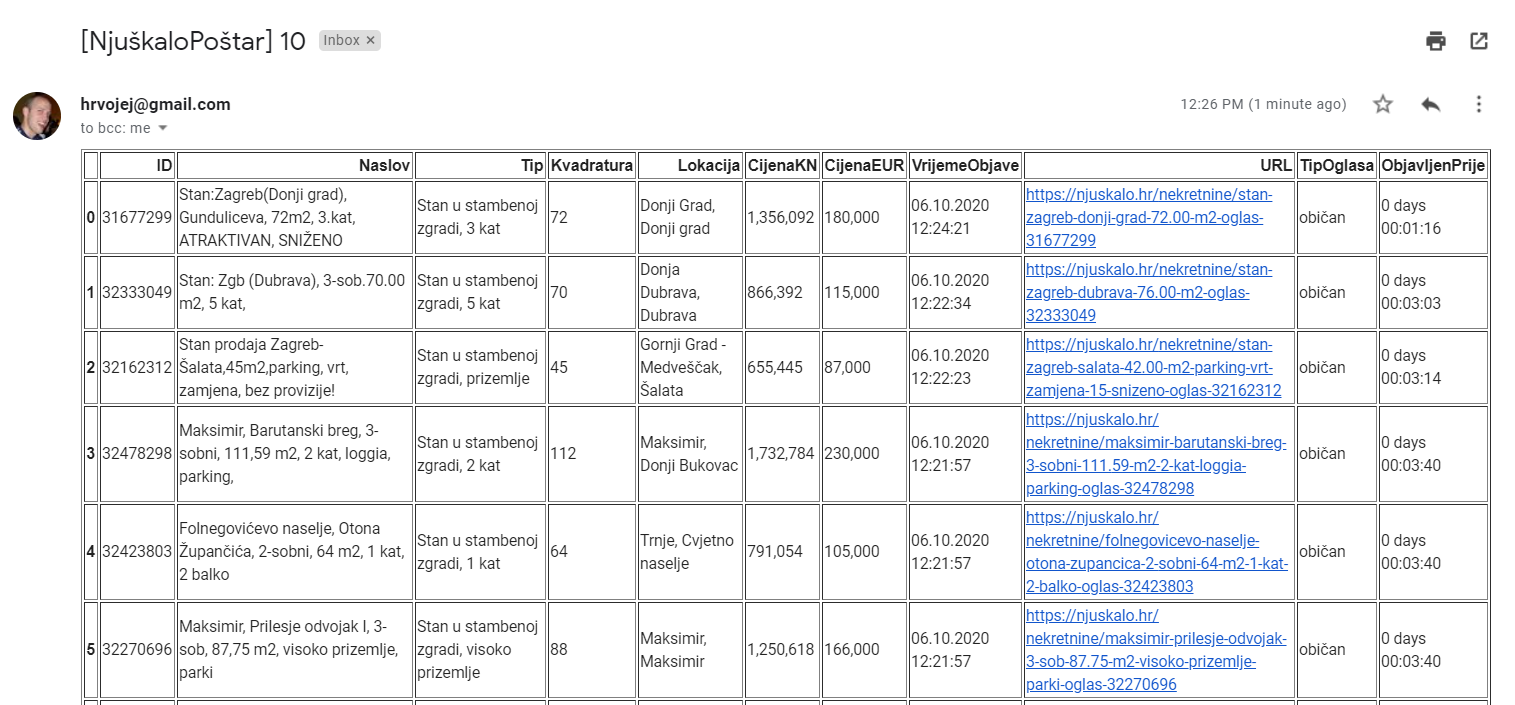 [NjuškaloPoštar] 10 Inbox ×
hrvojej@gmail.com 12:26 PM (1 minute ago)
to bcc: me
ID Naslov Tip Kvadratura Lokacija CijenaKN CijenaEUR VrijemeObjave URL TipOglasa ObjavljenPrije
0 31677299
Stan:Zagreb(Donji grad),
Gunduliceva, 72m2, 3.kat,
ATRAKTIVAN, SNIŽENO
Stan u stambenoj
zgradi, 3 kat
72
Donji Grad,
Donji grad
1,356,092
180,000
06.10.2020
12:24:21
https://njuskalo.hr/nekretnine/stan-
zagreb-donji-grad-72.00-m2-oglas-
31677299
običan
0 days
00:01:16
1 32333049
Stan: Zgb (Dubrava), 3-sob.70.00
m2, 5 kat,
Stan u stambenoj
zgradi, 5 kat
70
Donja
Dubrava,
Dubrava
866,392
115,000
06.10.2020
12:22:34
https://njuskalo.hr/nekretnine/stan-
zagreb-dubrava-76.00-m2-oglas-
32333049
običan
0 days
00:03:03
2 32162312
Stan prodaja Zagreb-
Šalata,45m2,parking, vrt,
zamjena, bez provizije!
Stan u stambenoj
zgradi, prizemlje
45
Gornji Grad -
Medveščak,
Šalata
655,445
87,000
06.10.2020
12:22:23
https://njuskalo.hr/nekretnine/stan-
zagreb-salata-42.00-m2-parking-vrt-
zamjena-15-snizeno-oglas-32162312
običan
0 days
00:03:14
3 32478298
Maksimir, Barutanski breg, 3-
sobni, 111,59 m2, 2 kat, loggia,
parking,
Stan u stambenoj
zgradi, 2 kat
112
Maksimir,
Donji Bukovac
1,732,784
230,000
06.10.2020
12:21:57
https://njuskalo.hr/
nekretnine/maksimir-barutanski-breg-
3-sobni-111.59-m2-2-kat-loggia-
parking-oglas-32478298
običan
0 days
00:03:40
4 32423803
Folnegovićevo naselje, Otona
Župančića, 2-sobni, 64 m2, 1 kat,
2 balko
Stan u stambenoj
zgradi, 1 kat
64
Trnje, Cvjetno
naselje
791,054
105,000
06.10.2020
12:21:57
https://njuskalo.hr/
nekretnine/folnegovicevo-naselje-
otona-zupancica-2-sobni-64-m2-1-kat-
2-balko-oglas-32423803
običan
0 days
00:03:40
5 32270696
Maksimir, Prilesje odvojak I, 3-
sob, 87,75 m2, visoko prizemlje,
parki
Stan u stambenoj
zgradi, visoko
prizemlje
88
Maksimir,
Maksimir
1,250,618
166,000
06.10.2020
12:21:57
https://njuskalo.hr/
nekretnine/maksimir-prilesje-odvojak-
3-sob-87.75-m2-visoko-prizemlje-
parki-oglas-32270696
običan
0 days
00:03:40